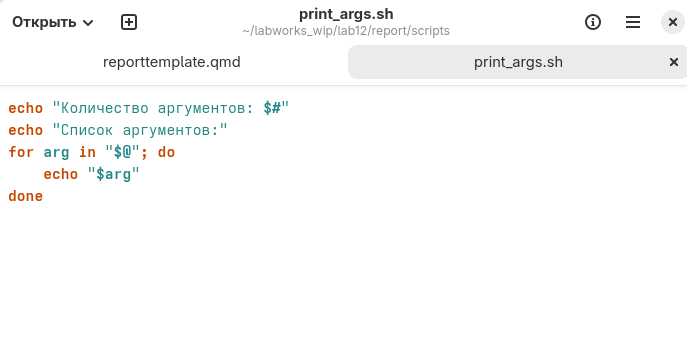 Открыть
print_args.sh
~/labworks_wip/lab12/report/scripts
reporttemplate.qmd
print_args.sh
echo "Количество аргументов: $#"
echo "Список аргументов:"
for arg in "$@"; do
    echo "$arg"
done